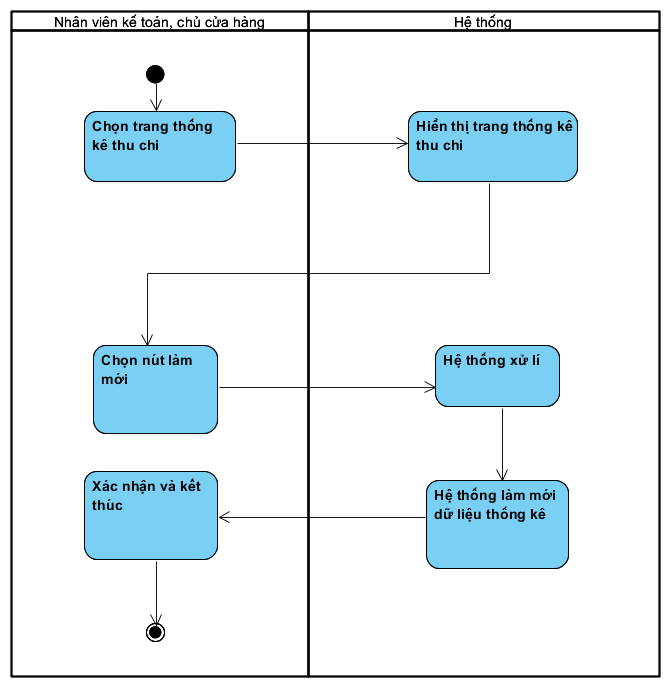 Nhân viên kế toán, chủ cửa hàng
Hệ thống
Chọn trang thống
kê thu chi
Hiển thị trang thống kê
thu chi
Chọn nút làm
mới
Hệ thống xử lí
Xác nhận và kết
thúc
Hệ thống làm mới
dữ liệu thống kê